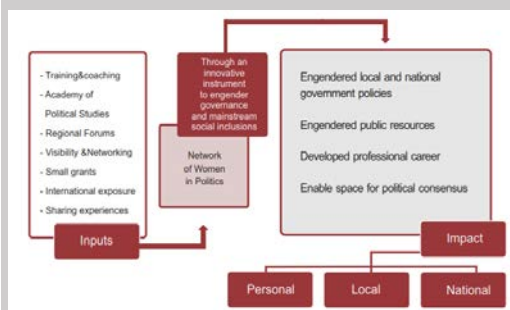 - Training&coaching
- Academy of
Political Studies
- Regional Forums
- Visibility&Networking
- Small grants
- International exposure
- Sharing experiences
Inputs
Through an
innovative
instrument
to engender
governance
and mainstream
social inclusions
Network
of Women
in Politics
Engendered local and national
government policies
Engendered public resources
Developed professional career
Enable space for political consensus
Impact
Personal
Local
National